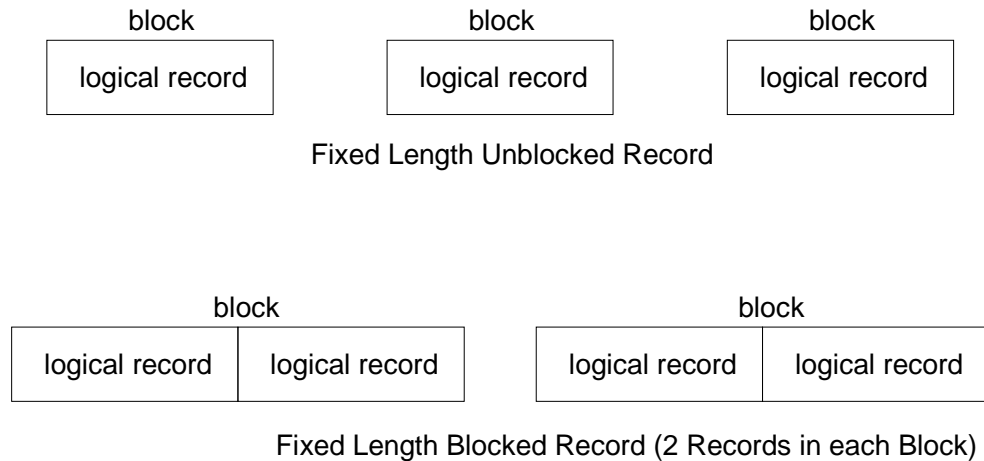 block block block
logical record logical record logical record
Fixed Length Unblocked Record
block block
logical record logical record logical record logical record
Fixed Length Blocked Record (2 Records in each Block)